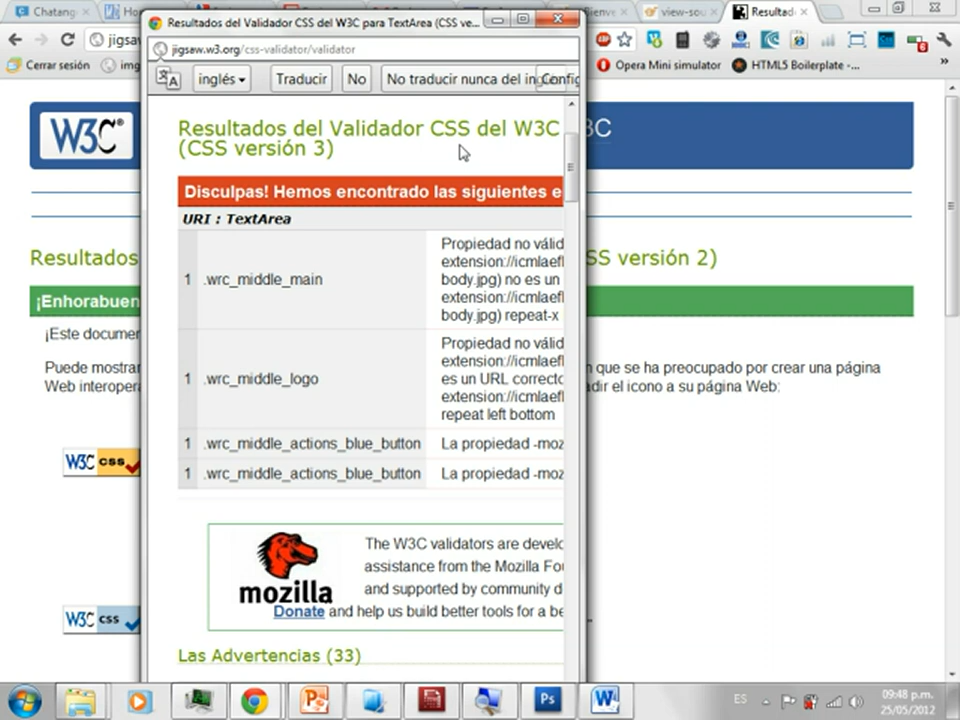 Chatang
Hor
Bienve
view-sou
Resultad
Resultados del Validador CSS del W3C para TextArea (CSS ve...
jigsa
jigsaw.w3.org/css-validator/validator
Cerrar sesión
img
Opera Mini simulator
HTML5 Boilerplate -...
inglés
Traducir
No
No traducir nunca del in
Config
W3C
3C
Resultados del Validador CSS del W3C
(CSS versión 3)
Disculpas! Hemos encontrado las siguientes e
URI : TextArea
1 .wrc_middle_main
Propiedad no válid
extension://icmlaefl
body.jpg) no es un
extension://icmlaefl
body.jpg) repeat-x
1 .wrc_middle_logo
Propiedad no válid
extension://icmlaefl
es un URL correcto
extension://icmlaefl
repeat left bottom
1 .wrc_middle_actions_blue_button La propiedad -moz
1 .wrc_middle_actions_blue_button La propiedad -moz
mozilla
The W3C validators are develo
assistance from the Mozilla Fou
and supported by community d
Donate and help us build better tools for a be
Las Advertencias (33)
Resultados
SS versión 2)
¡Enhorabuen
¡Este documen
Puede mostrar
n que se ha preocupado por crear una página
Web interopera
adir el icono a su página Web:
W3C css
W3C css
ES
09:48 p.m.
25/05/2012